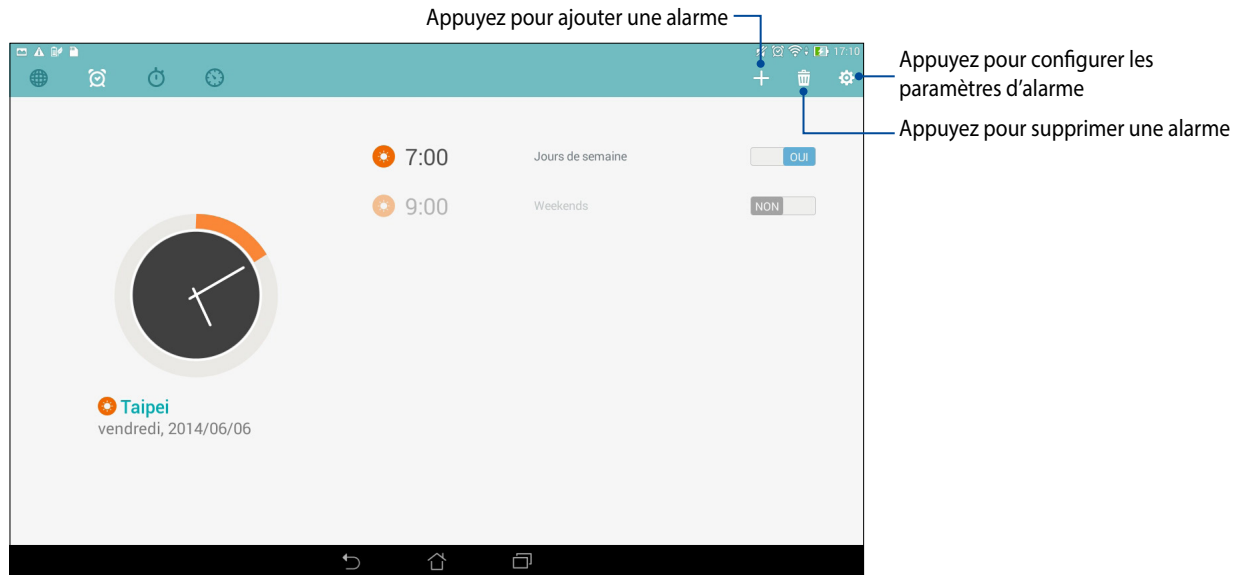 Appuyez pour ajouter une alarme
17:10
Appuyez pour configurer les
paramètres d'alarme
Appuyez pour supprimer une alarme
7:00 Jours de semaine OUI
9:00 Weekends NON
Taipei
vendredi, 2014/06/06